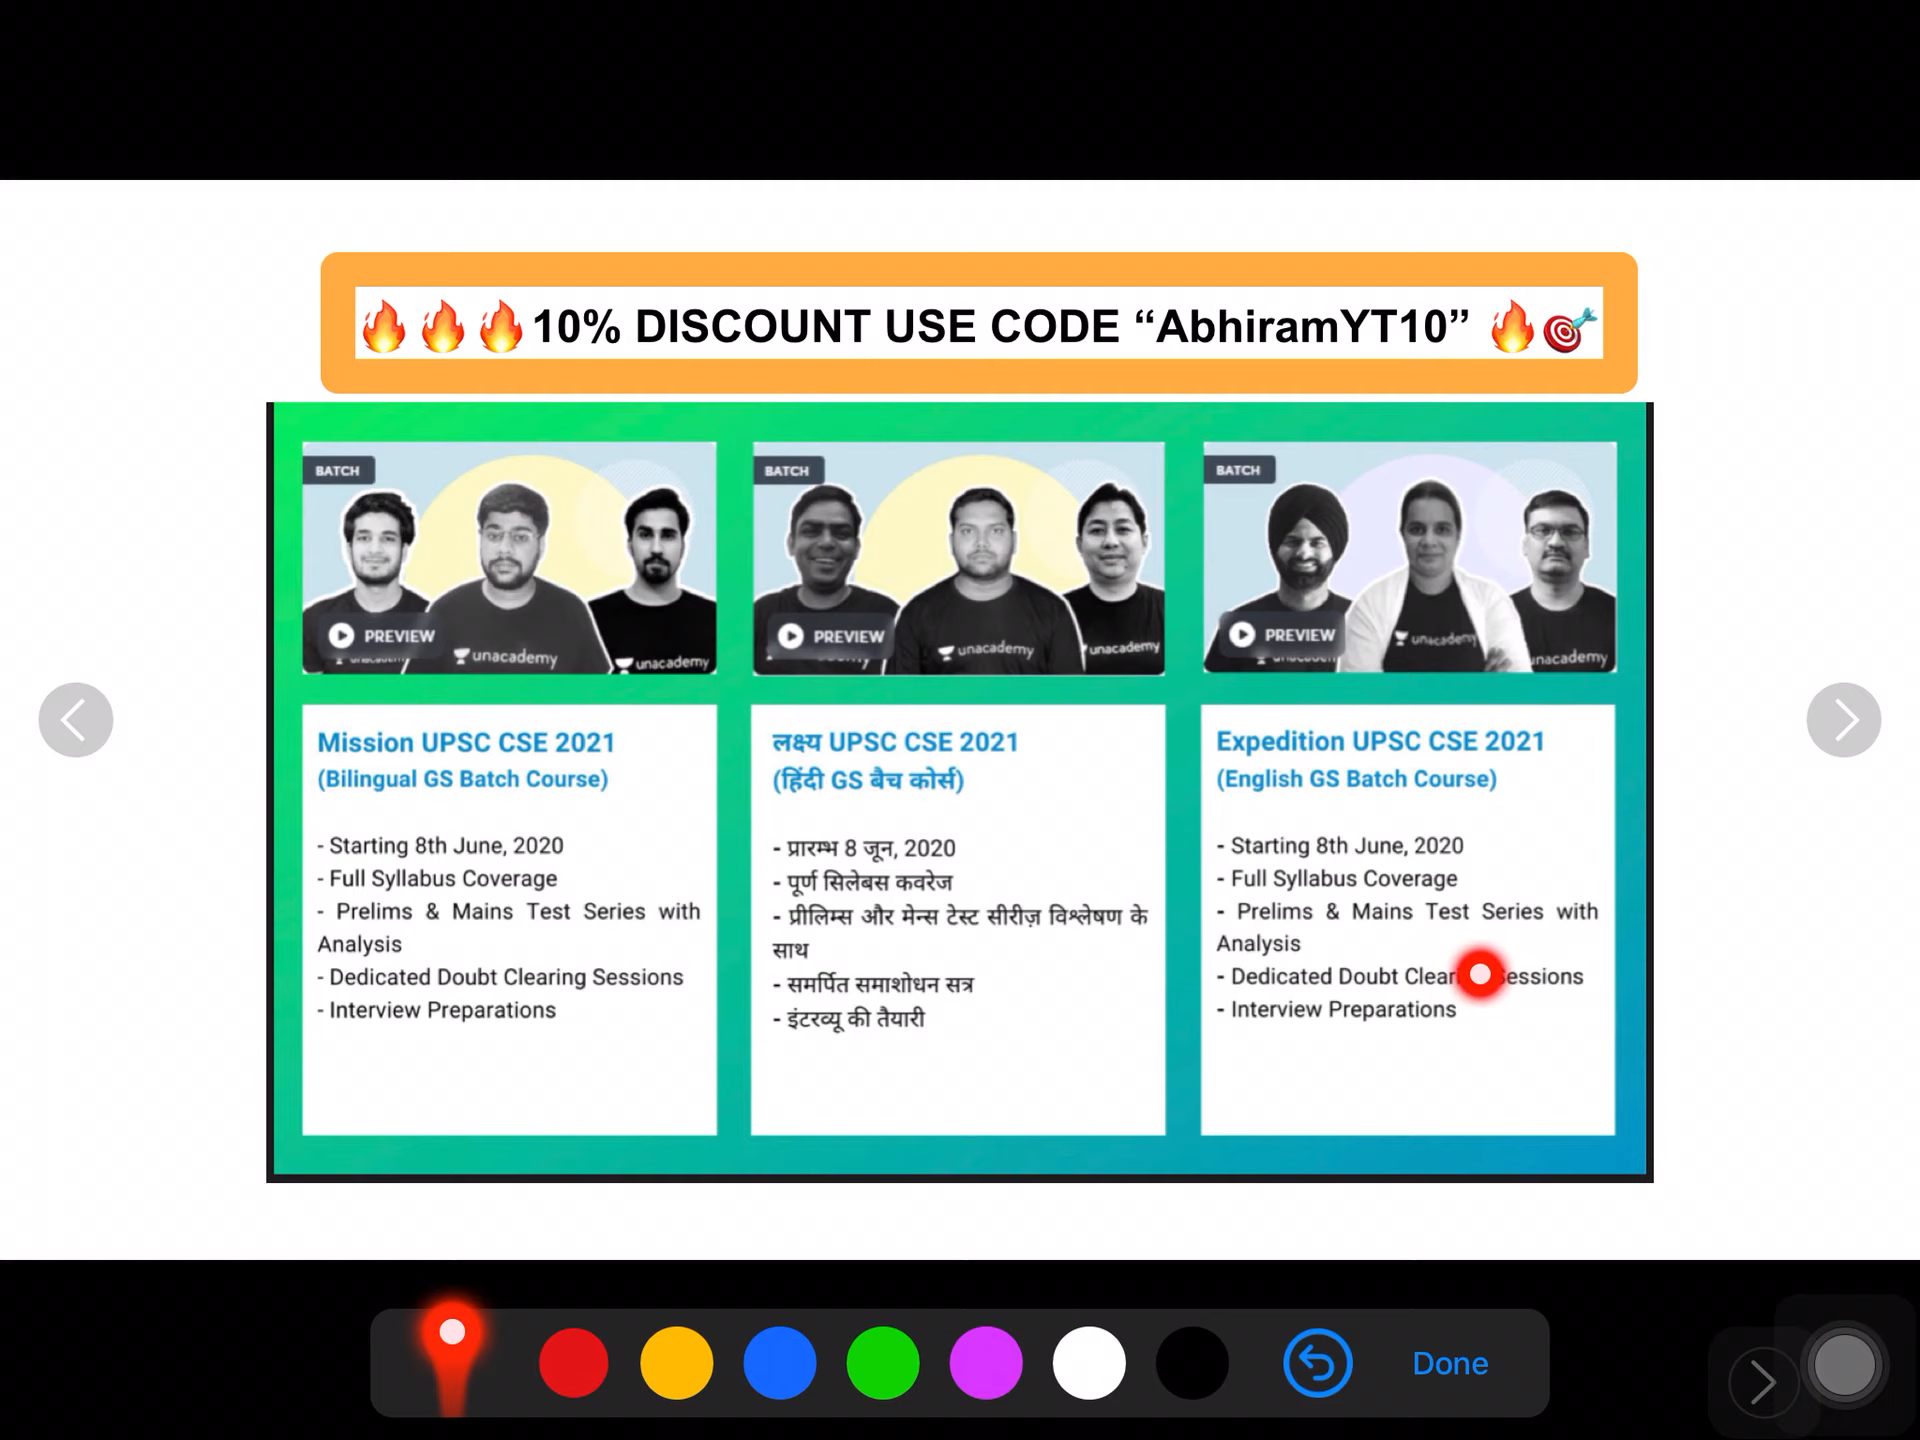 🔥🔥🔥10% DISCOUNT USE CODE “AbhiramYT10” 🔥🎯
BATCH
BATCH
BATCH
PREVIEW
unacademy
unacademy
PREVIEW
unacademy
unacademy
PREVIEW
unacademy
unacademy
Mission UPSC CSE 2021
(Bilingual GS Batch Course)
- Starting 8th June, 2020
- Full Syllabus Coverage
- Prelims & Mains Test Series with
Analysis
- Dedicated Doubt Clearing Sessions
- Interview Preparations
लक्ष्य UPSC CSE 2021
(हिंदी GS बैच कोर्स)
- प्रारम्भ 8 जून, 2020
- पूर्ण सिलेबस कवरेज
- प्रीलिम्स और मेन्स टेस्ट सीरीज़ विश्लेषण के
साथ
- समर्पित समाशोधन सत्र
- इंटरव्यू की तैयारी
Expedition UPSC CSE 2021
(English GS Batch Course)
- Starting 8th June, 2020
- Full Syllabus Coverage
- Prelims & Mains Test Series with
Analysis
- Dedicated Doubt Clearing Sessions
- Interview Preparations
Done